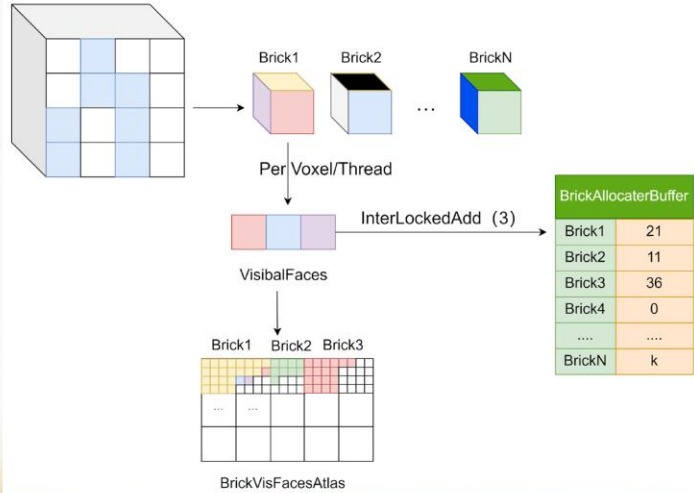 Brick1
Brick2
BrickN
...
Per Voxel/Thread
InterLockedAdd (3)
VisibalFaces
BrickAllocaterBuffer
Brick1 21
Brick2 11
Brick3 36
Brick4 0
.... ....
BrickN k
Brick1 Brick2 Brick3
... ...
BrickVisFacesAtlas